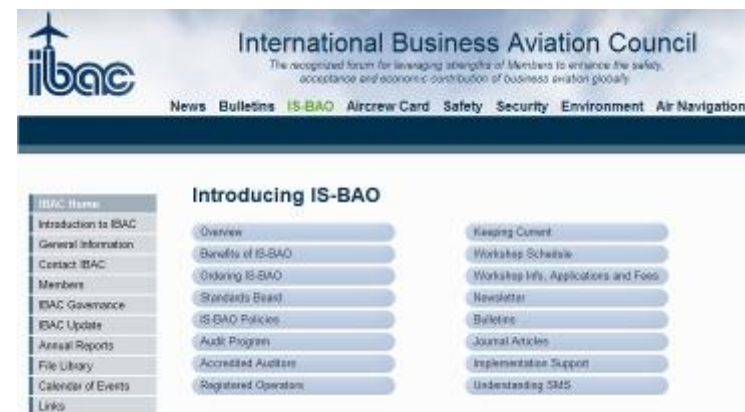 ibac
International Business Aviation Council
The recognized forum for leveraging strengths of Members to enhance the safety,
acceptance and economic contribution of business aviation globally.
News Bulletins IS-BAO Aircrew Card Safety Security Environment Air Navigation
Introducing IS-BAO
IBAC Home
Introduction to IBAC
General Information
Contact IBAC
Members
IBAC Governance
IBAC Update
Annual Reports
File Library
Calendar of Events
Links
Overview
Benefits of IS-BAO
Ordering IS-BAO
Standards Board
IS-BAO Policies
Audit Program
Accredited Auditors
Registered Operators
Keeping Current
Workshop Schedule
Workshop Info, Applications and Fees
Newsletter
Bulletins
Journal Articles
Implementation Support
Understanding SMS